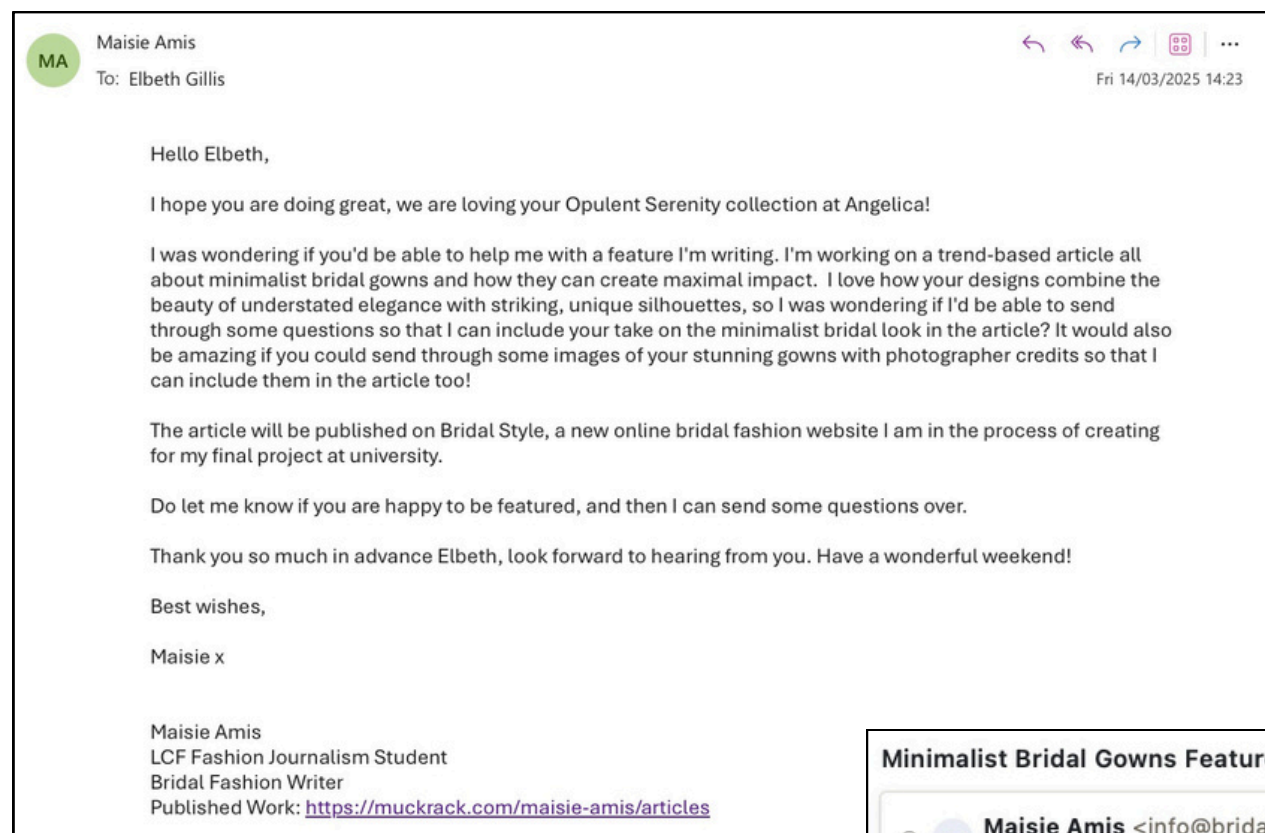 Maisie Amis
MA
To: Elbeth Gillis
Fri 14/03/2025 14:23
Hello Elbeth,
I hope you are doing great, we are loving your Opulent Serenity collection at Angelica!
I was wondering if you'd be able to help me with a feature I'm writing. I'm working on a trend-based article all
about minimalist bridal gowns and how they can create maximal impact.  I love how your designs combine the
beauty of understated elegance with striking, unique silhouettes, so I was wondering if I'd be able to send
through some questions so that I can include your take on the minimalist bridal look in the article? It would also
be amazing if you could send through some images of your stunning gowns with photographer credits so that I
can include them in the article too!
The article will be published on Bridal Style, a new online bridal fashion website I am in the process of creating
for my final project at university.
Do let me know if you are happy to be featured, and then I can send some questions over.
Thank you so much in advance Elbeth, look forward to hearing from you. Have a wonderful weekend!
Best wishes,
Maisie x
Maisie Amis
LCF Fashion Journalism Student
Bridal Fashion Writer
Published Work: https://muckrack.com/maisie-amis/articles
Minimalist Bridal Gowns Featur
Maisie Amis <info@brida